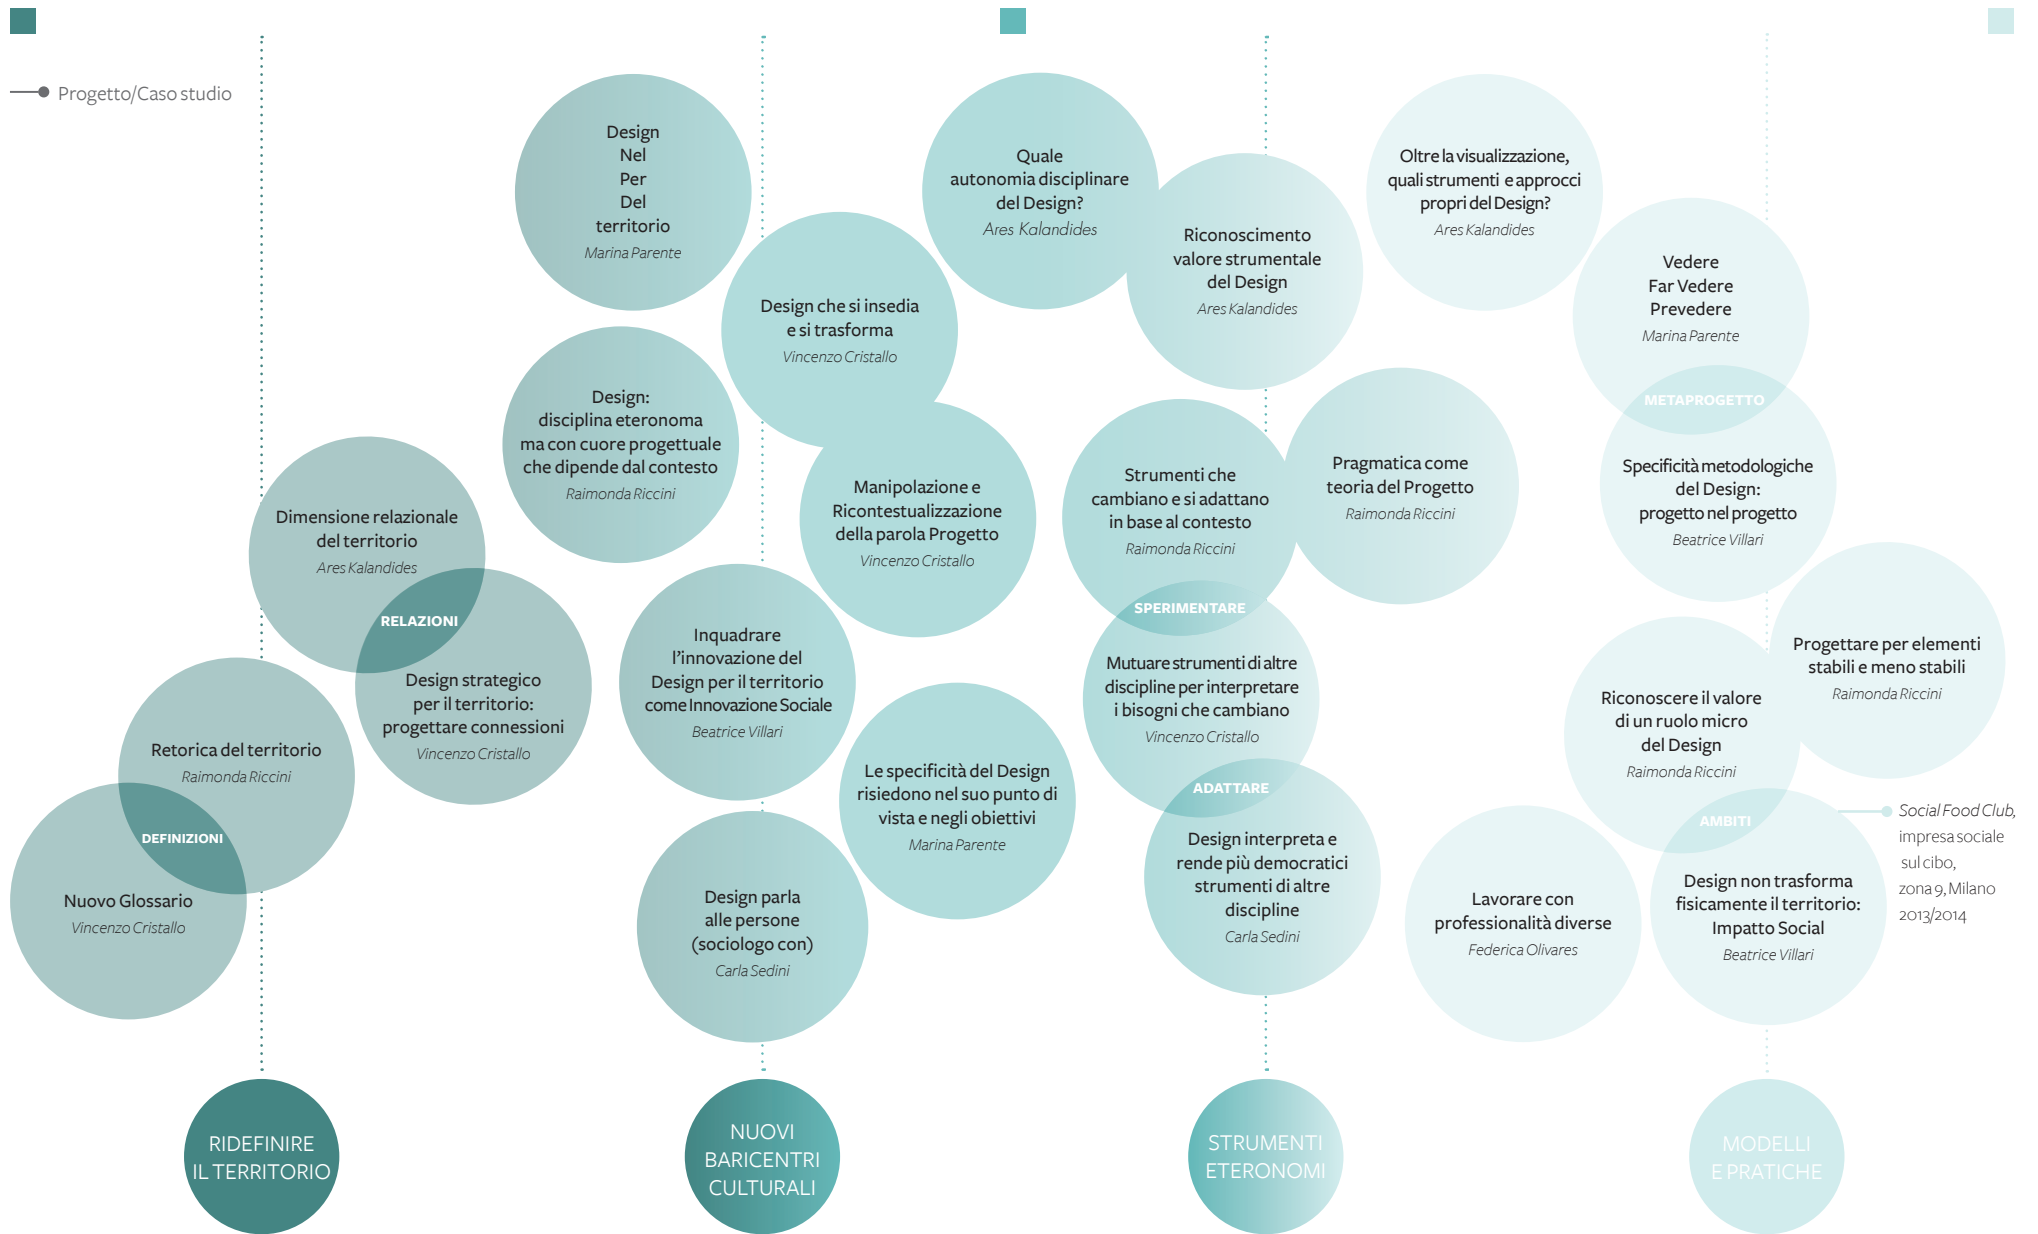 Progetto/Caso studio
Design
Nel
Per
Del
territorio
Marina Parente
Design che si insedia
e si trasforma
Vincenzo Cristallo
Quale
autonomia disciplinare
del Design?
Ares Kalandides
Riconoscimento
valore strumentale
del Design
Ares Kalandides
Oltre la visualizzazione,
quali strumenti e approcci
propri del Design?
Ares Kalandides
Vedere
Far Vedere
Prevedere
Marina Parente
METAPROGETTO
Specificità metodologiche
del Design:
progetto nel progetto
Beatrice Villari
Design:
disciplina eteronoma
ma con cuore progettuale
che dipende dal contesto
Raimonda Riccini
Manipolazione e
Ricontestualizzazione
della parola Progetto
Vincenzo Cristallo
Strumenti che
cambiano e si adattano
in base al contesto
Raimonda Riccini
Pragmatica come
teoria del Progetto
Raimonda Riccini
Dimensione relazionale
del territorio
Ares Kalandides
RELAZIONI
Design strategico
per il territorio:
progettare connessioni
Vincenzo Cristallo
Inquadrare
l'innovazione del
Design per il territorio
come Innovazione Sociale
Beatrice Villari
SPERIMENTARE
Mutuare strumenti di altre
discipline per interpretare
i bisogni che cambiano
Vincenzo Cristallo
ADATTARE
Design interpreta e
rende più democratici
strumenti di altre
discipline
Carla Sedini
Progettare per elementi
stabili e meno stabili
Raimonda Riccini
Riconoscere il valore
di un ruolo micro
del Design
Raimonda Riccini
AMBITI
Design non trasforma
fisicamente il territorio:
Impatto Social
Beatrice Villari
Social Food Club,
impresa sociale
sul cibo,
zona 9, Milano
2013/2014
Retorica del territorio
Raimonda Riccini
DEFINIZIONI
Nuovo Glossario
Vincenzo Cristallo
Le specificità del Design
risiedono nel suo punto di
vista e negli obiettivi
Marina Parente
Design parla
alle persone
(sociologo con)
Carla Sedini
Lavorare con
professionalità diverse
Federica Olivares
RIDEFINIRE
IL TERRITORIO
NUOVI
BARICENTRI
CULTURALI
STRUMENTI
ETERONOMI
MODELLI
E PRATICHE